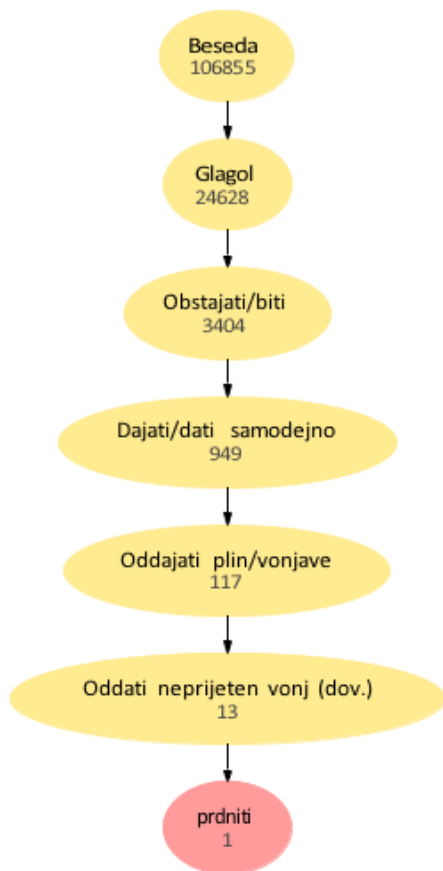 Beseda
106855
Glagol
24628
Obstajati/biti
3404
Dajati/dati samodejno
949
Oddajati plin/vonjave
117
Oddati neprijeten vonj (dov.)
13
prdniti
1